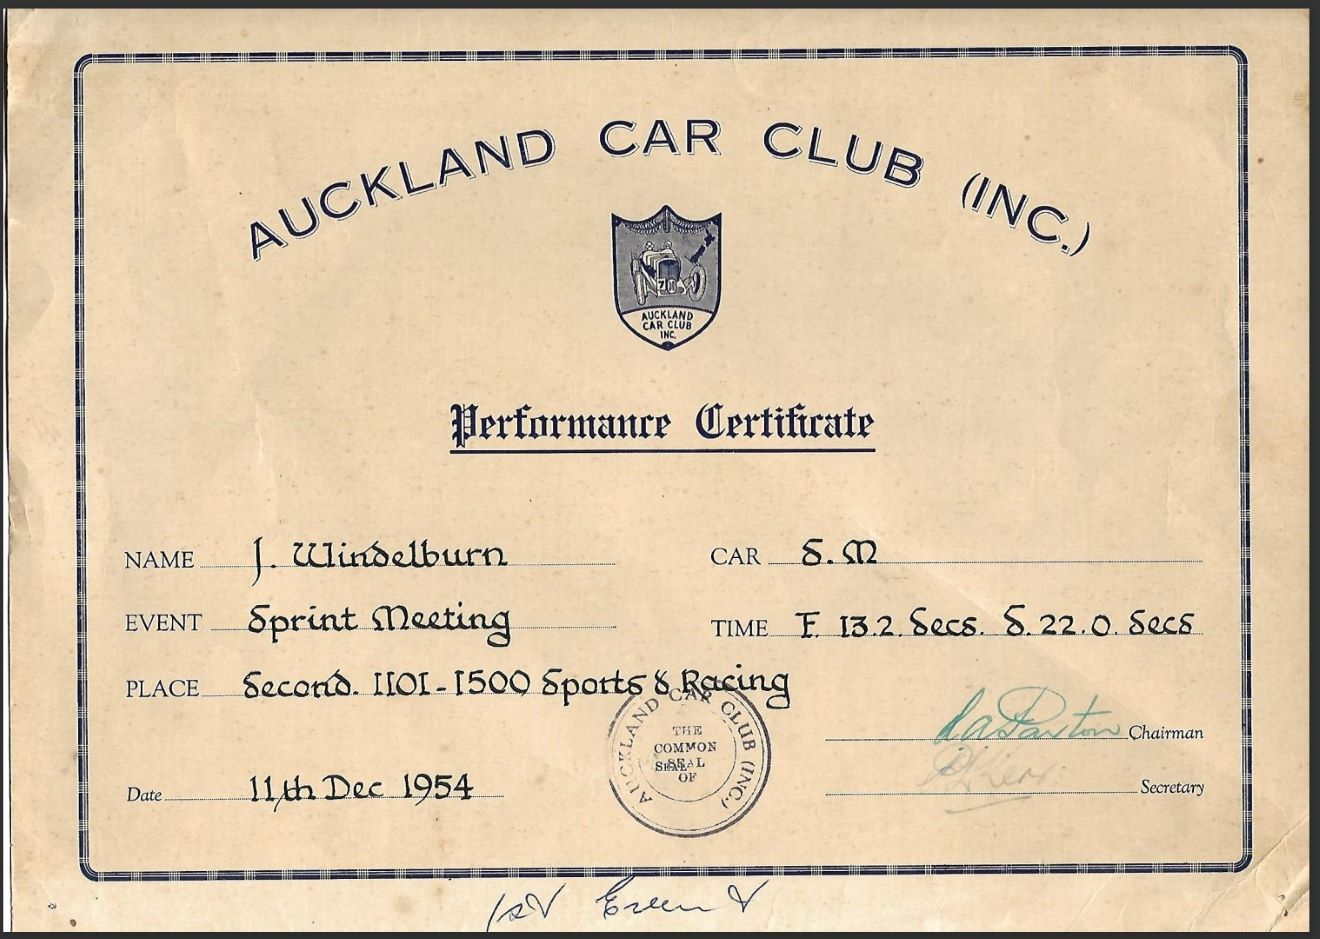 AUCKLAND CAR CLUB (INC.)
70
AUCKLAND
CAR CLUB
INC.
Performance Certificate
NAME J. Windelburn CAR S.M
EVENT Sprint Meeting TIME F. 13.2. Secs. S. 22.0. Secs
PLACE Second. 1101-1500 Sports & Racing
AUCKLAND CAR CLUB (INC.)
THE
COMMON
SEAL
OF
Chairman
Date 11th Dec 1954 Secretary
1st